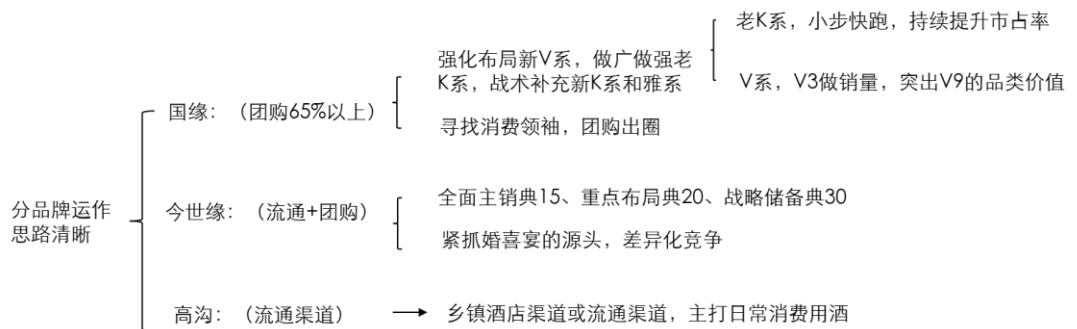 分品牌运作
思路清晰
国缘：（团购65%以上）
强化布局新V系，做广做强老
K系，战术补充新K系和雅系
老K系，小步快跑，持续提升市占率
V系，V3做销量，突出V9的品类价值
寻找消费领袖，团购出圈
今世缘：（流通+团购）
全面主销典15、重点布局典20、战略储备典30
紧抓婚喜宴的源头，差异化竞争
高沟：（流通渠道）
乡镇酒店渠道或流通渠道，主打日常消费用酒